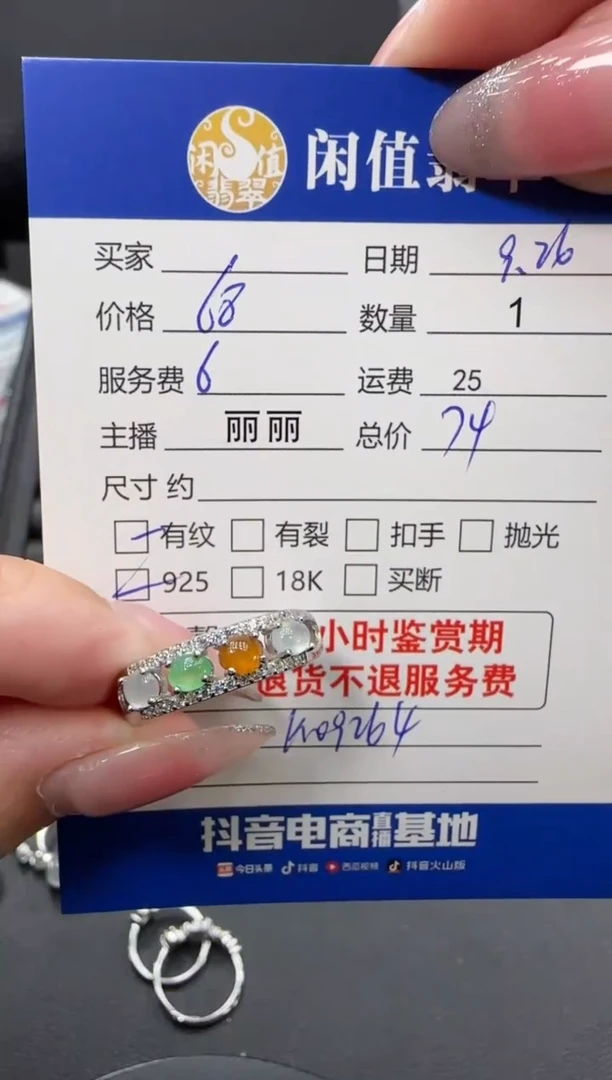 闲值翡翠
闲值
买家 日期 9.26
价格 68 数量 1
服务费 6 运费 25
主播 丽丽 总价 74
尺寸 约
有纹 有裂 扣手 抛光
925 18K 买断
小时鉴赏期
退货不退服务费
K09264
抖音电商直播基地
头条 今日头条 抖音 西瓜视频 抖音火山版